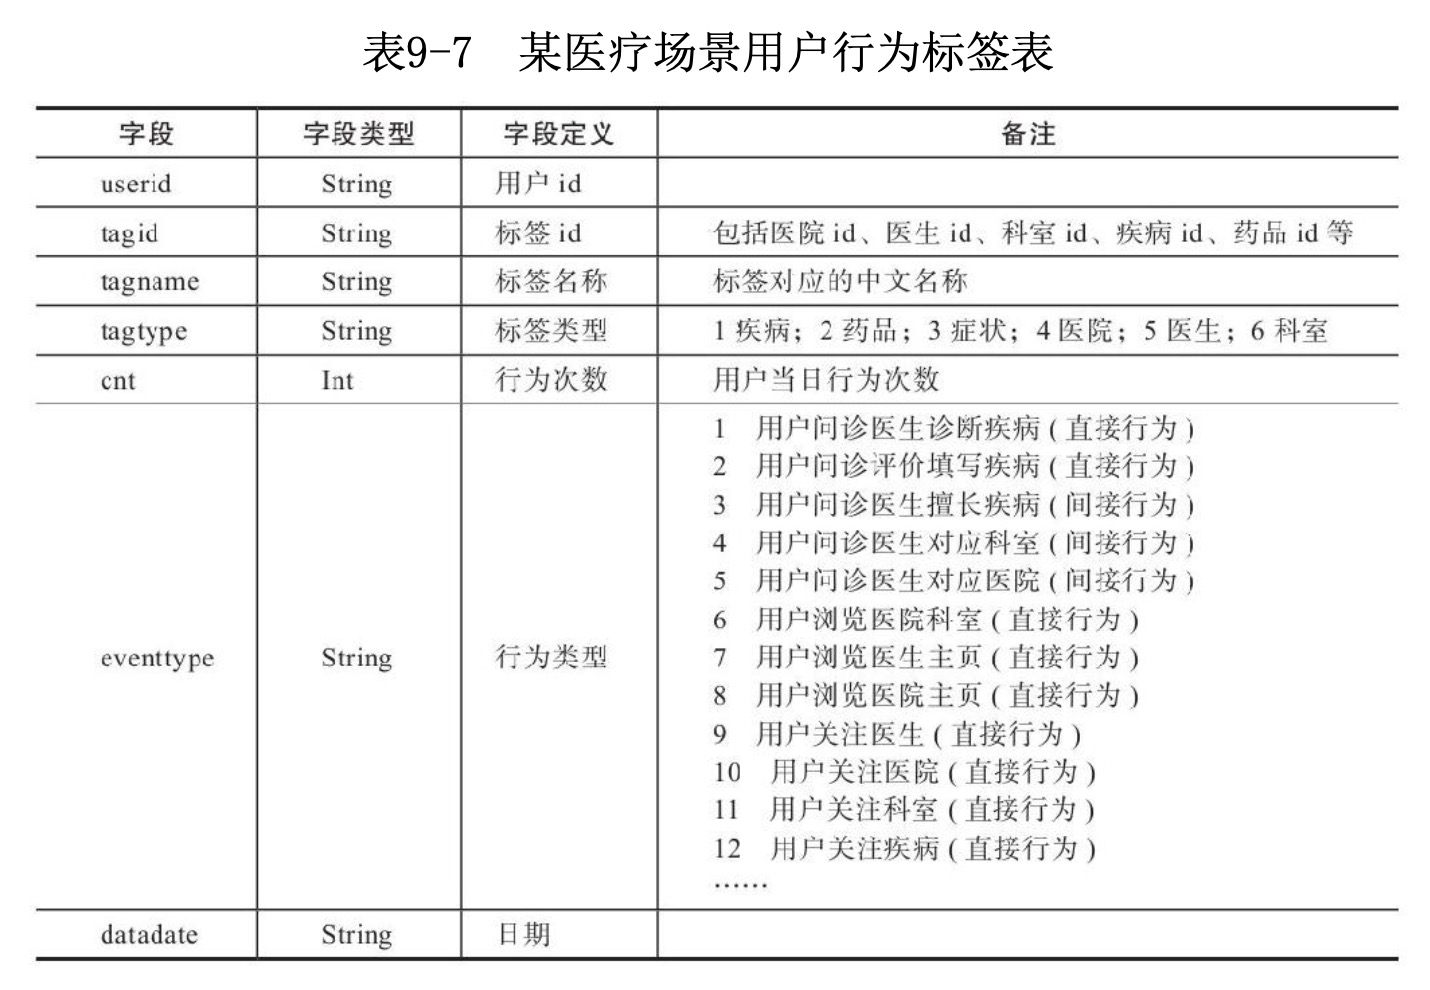 表9-7 某医疗场景用户行为标签表
字段 字段类型 字段定义 备注
userid String 用户 id
tagid String 标签 id 包括医院 id、医生 id、科室 id、疾病 id、药品 id 等
tagname String 标签名称 标签对应的中文名称
tagtype String 标签类型 1 疾病；2 药品；3 症状；4 医院；5 医生；6 科室
cnt Int 行为次数 用户当日行为次数
eventtype String 行为类型
1 用户问诊医生诊断疾病 ( 直接行为 )
2 用户问诊评价填写疾病 ( 直接行为 )
3 用户问诊医生擅长疾病 ( 间接行为 )
4 用户问诊医生对应科室 ( 间接行为 )
5 用户问诊医生对应医院 ( 间接行为 )
6 用户浏览医院科室 ( 直接行为 )
7 用户浏览医生主页 ( 直接行为 )
8 用户浏览医院主页 ( 直接行为 )
9 用户关注医生 ( 直接行为 )
10 用户关注医院 ( 直接行为 )
11 用户关注科室 ( 直接行为 )
12 用户关注疾病 ( 直接行为 )
……
datadate String 日期